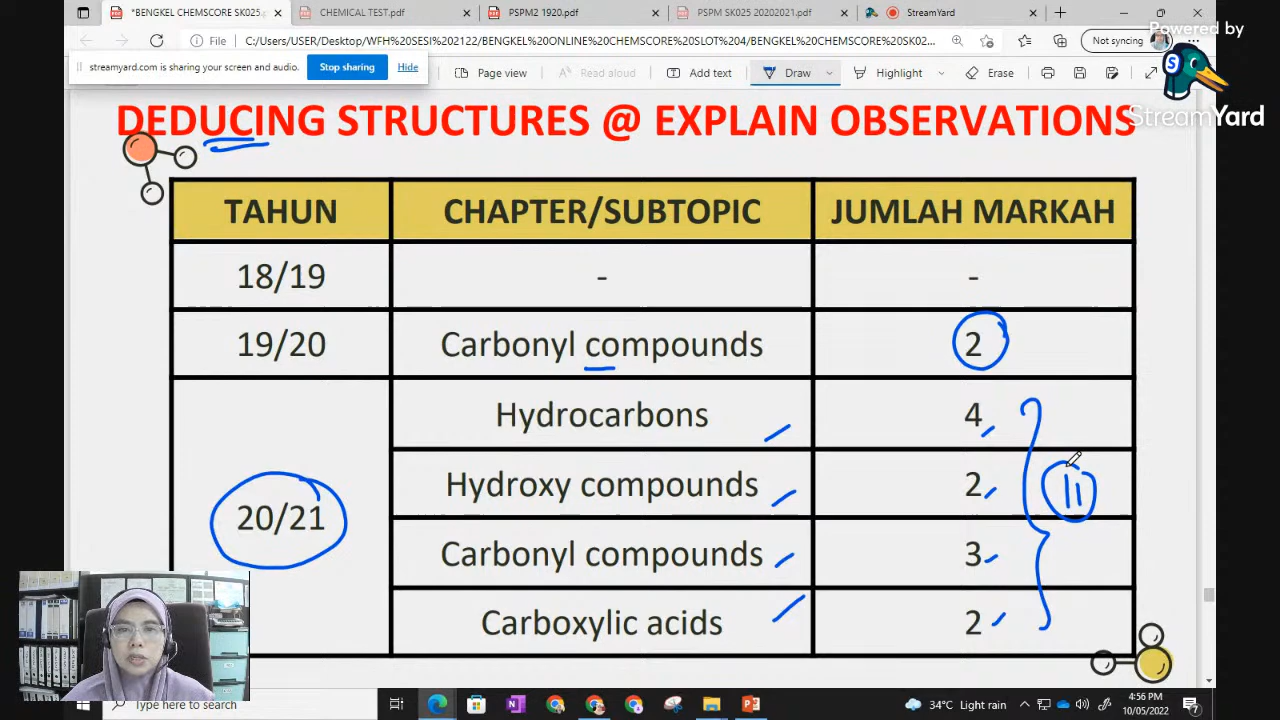 *BENGKEL CHEMSCORE SK025
CHEMICAL TEST.pdf
PSPM2 1920.pdf
PSPM SK025 20202021.pdf
StreamYard
File
C:/Users/USER/Desktop/WFH%20SESI%
EL%20ONLINE%20CHEMSCORE%20SLOT%204/BENGKEL%20CHEMSCORE%20SK.02...
Not syncing
Powered by
StreamYard
streamyard.com is sharing your screen and audio.
Stop sharing
Hide
Page view
Read aloud
Add text
Draw
Highlight
Erase
DEDUCING STRUCTURES @ EXPLAIN OBSERVATIONS
TAHUN CHAPTER/SUBTOPIC JUMLAH MARKAH
18/19 - -
19/20 Carbonyl compounds 2
20/21
Hydrocarbons 4
Hydroxy compounds 2
Carbonyl compounds 3
Carboxylic acids 2
11
Type here to search
34°C Light rain
4:56 PM
10/05/2022